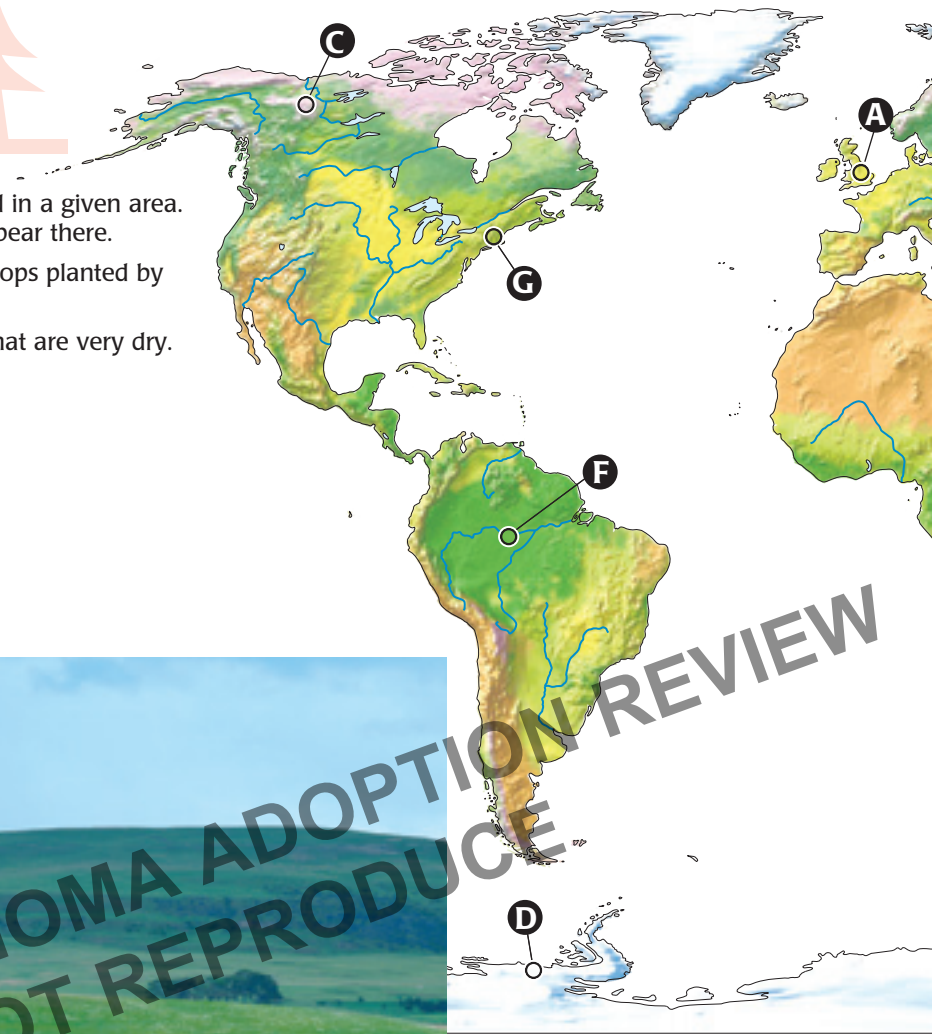 C
A
in a given area.
pear there.
G
ops planted by
hat are very dry.
F
OMA ADOPTION REVIEW
OT REPRODUCE
D